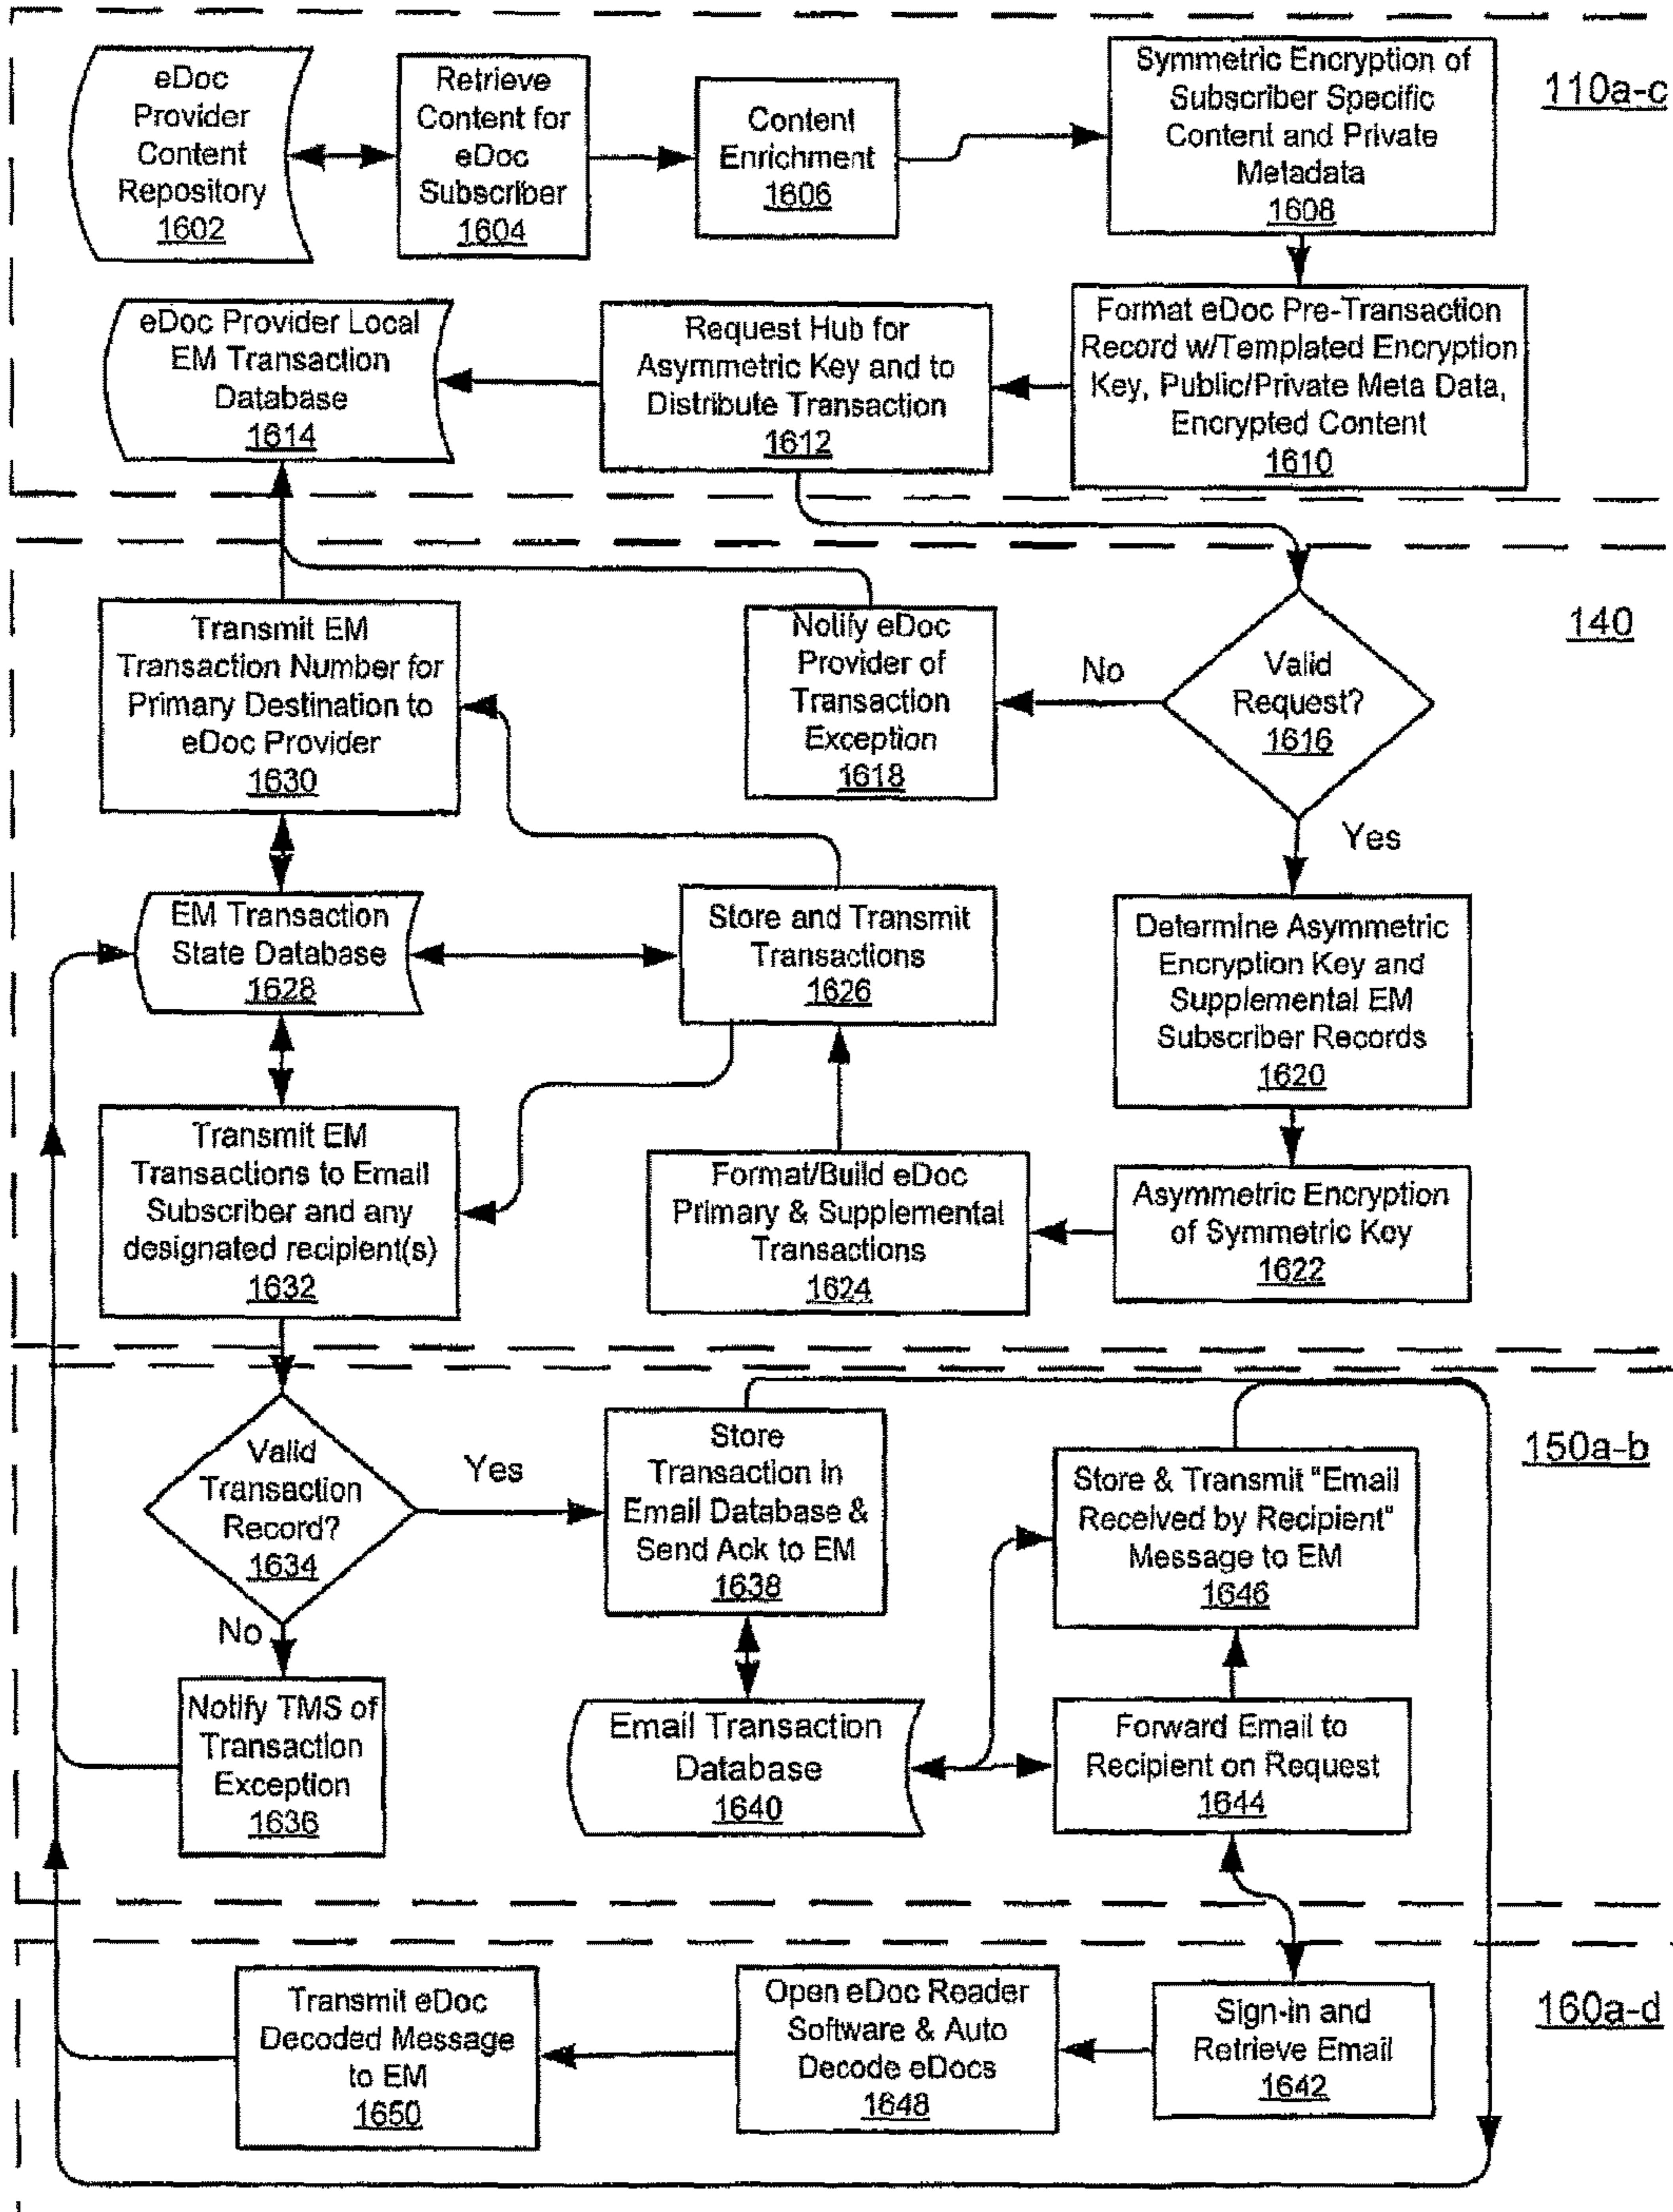 eDoc
Provider
Content
Repository
1602
Retrieve
Content for
eDoc
Subscriber
1604
Content
Enrichment
1606
Symmetric Encryption of
Subscriber Specific
Content and Private
Metadata
1608
110a-c
eDoc Provider Local
EM Transaction
Database
1614
Request Hub for
Asymmetric Key and to
Distribute Transaction
1612
Format eDoc Pre-Transaction
Record w/Templated Encryption
Key, Public/Private Meta Data,
Encrypted Content
1610
Transmit EM
Transaction Number for
Primary Destination to
eDoc Provider
1630
Notify eDoc
Provider of
Transaction
Exception
1618
No
Valid
Request?
1616
140
Yes
EM Transaction
State Database
1628
Store and Transmit
Transactions
1626
Determine Asymmetric
Encryption Key and
Supplemental EM
Subscriber Records
1620
Transmit EM
Transactions to Email
Subscriber and any
designated recipient(s)
1632
Format/Build eDoc
Primary & Supplemental
Transactions
1624
Asymmetric Encryption
of Symmetric Key
1622
Valid
Transaction
Record?
1634
Yes
Store
Transaction in
Email Database &
Send Ack to EM
1638
Store & Transmit "Email
Received by Recipient"
Message to EM
1646
150a-b
No
Notify TMS of
Transaction
Exception
1636
Email Transaction
Database
1640
Forward Email to
Recipient on Request
1644
Transmit eDoc
Decoded Message
to EM
1650
Open eDoc Reader
Software & Auto
Decode eDocs
1648
Sign-in and
Retrieve Email
1642
160a-d